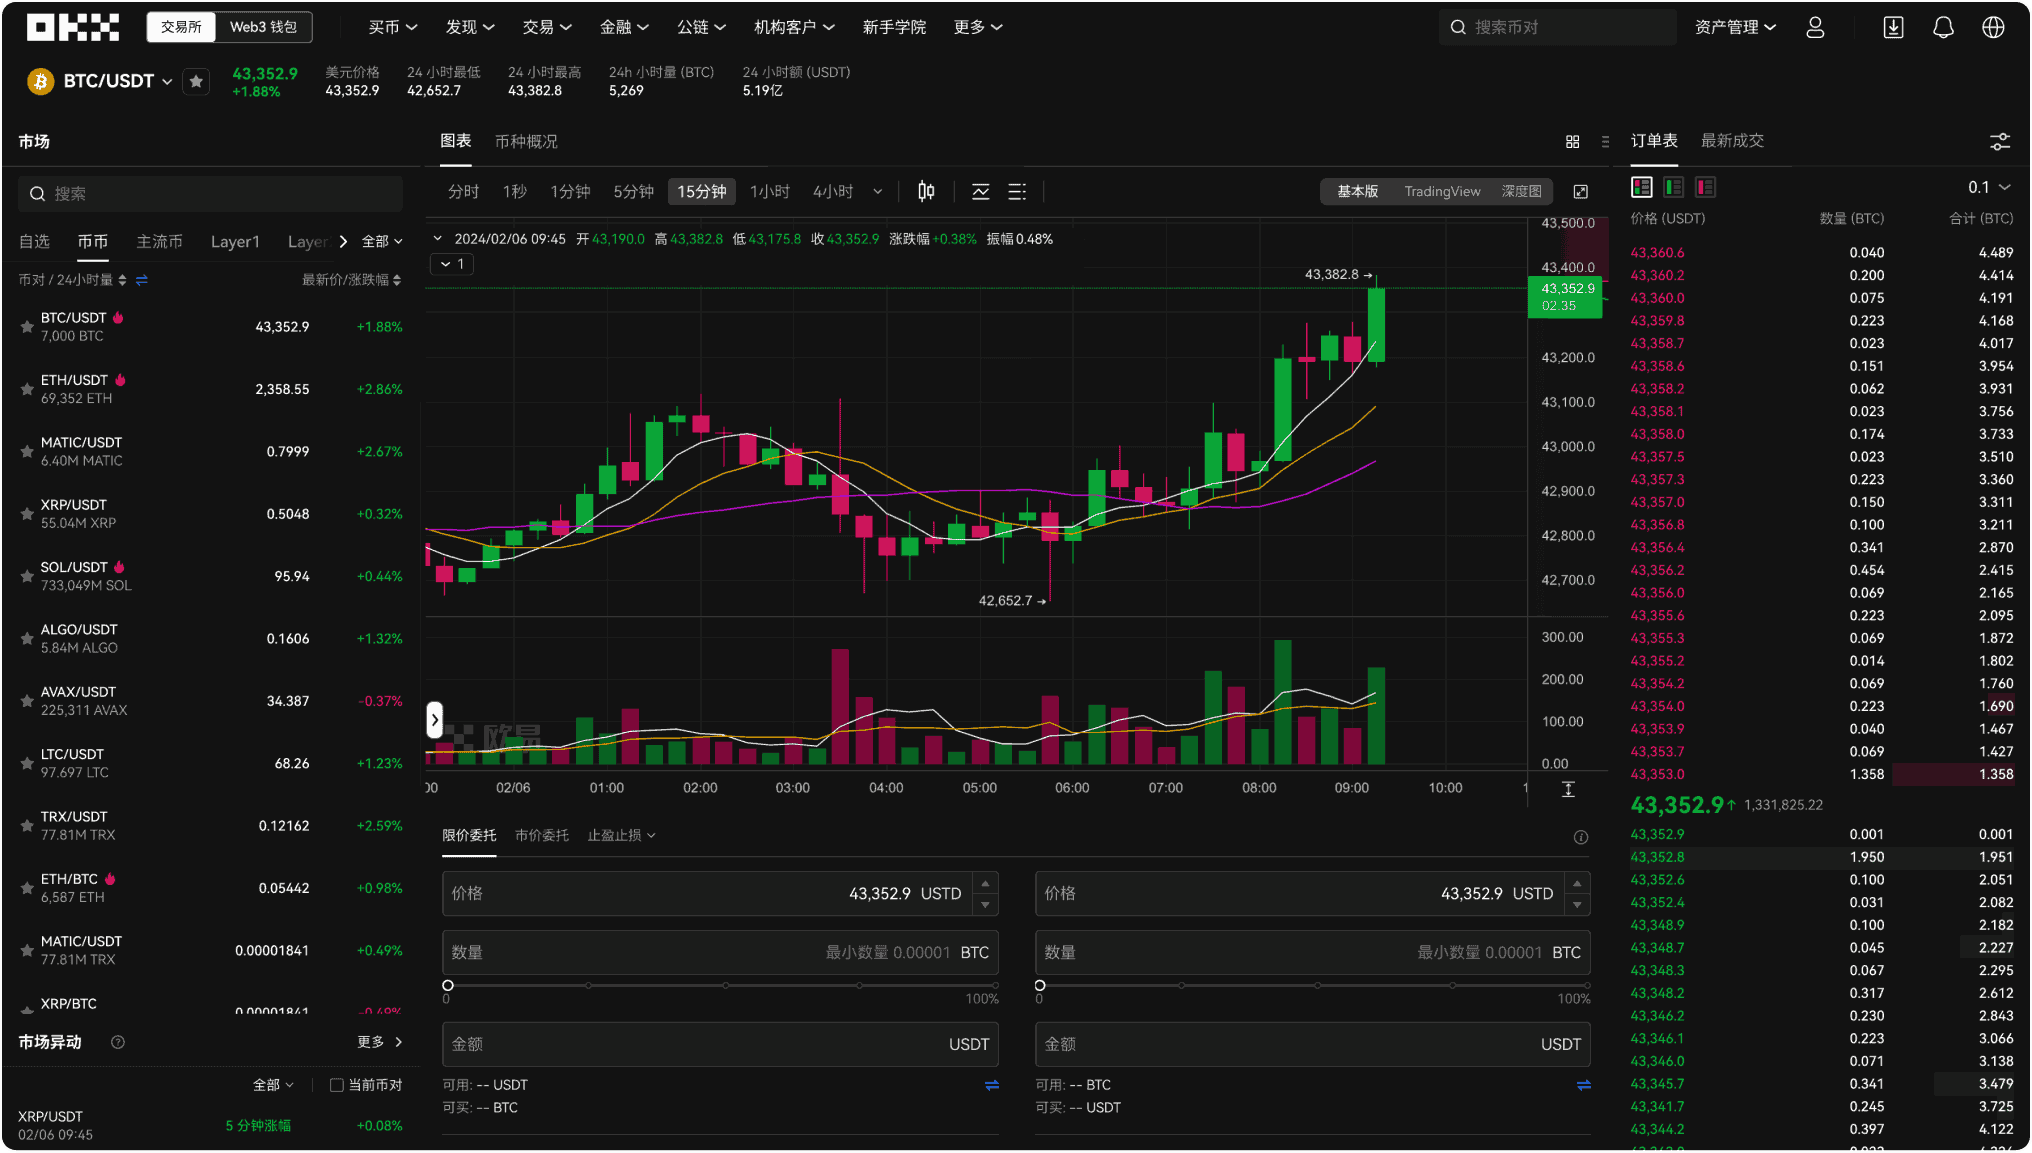 OKX 交易所 Web3 钱包 买币 发现 交易 金融 公链 机构客户 新手学院 更多 搜索币对 资产管理
BTC/USDT 43,352.9 +1.88% 美元价格 43,352.9 24 小时最低 42,652.7 24 小时最高 43,382.8 24h 小时量 (BTC) 5,269 24 小时额 (USDT) 5.19亿
市场
搜索
自选 币币 主流币 Layer1 Layer 全部
币对 / 24小时量 最新价/涨跌幅
BTC/USDT 43,352.9 +1.88%
7,000 BTC
ETH/USDT 2,358.55 +2.86%
69,352 ETH
MATIC/USDT 0.7999 +2.67%
6.40M MATIC
XRP/USDT 0.5048 +0.32%
55.04M XRP
SOL/USDT 95.94 +0.44%
733,049M SOL
ALGO/USDT 0.1606 +1.32%
5.84M ALGO
AVAX/USDT 34.387 -0.37%
225,311 AVAX
LTC/USDT 68.26 +1.23%
97.697 LTC
TRX/USDT 0.12162 +2.59%
77.81M TRX
ETH/BTC 0.05442 +0.98%
6,587 ETH
MATIC/USDT 0.00001841 +0.49%
77.81M TRX
XRP/BTC 0.00001841 -0.49%
市场异动 更多
全部 当前币对
XRP/USDT 5 分钟涨幅 +0.08%
02/06 09:45
图表 币种概况
分时 1秒 1分钟 5分钟 15分钟 1小时 4小时 基本版 TradingView 深度图
2024/02/06 09:45 开 43,190.0 高 43,382.8 低 43,175.8 收 43,352.9 涨跌幅 +0.38% 振幅 0.48%
1
43,382.8
42,652.7
43,500.0
43,400.0
43,352.9
02:35
43,200.0
43,100.0
43,000.0
42,900.0
42,800.0
42,700.0
300.00
200.00
100.00
0.00
欧易
00 02/06 01:00 02:00 03:00 04:00 05:00 06:00 07:00 08:00 09:00 10:00 1
限价委托 市价委托 止盈止损
价格 43,352.9 USTD
数量 最小数量 0.00001 BTC
0 100%
金额 USDT
可用: -- USDT
可买: -- BTC
价格 43,352.9 USTD
数量 最小数量 0.00001 BTC
0 100%
金额 USDT
可用: -- BTC
可买: -- USDT
订单表 最新成交
0.1
价格 (USDT) 数量 (BTC) 合计 (BTC)
43,360.6 0.040 4.489
43,360.2 0.200 4.414
43,360.0 0.075 4.191
43,359.8 0.223 4.168
43,358.7 0.023 4.017
43,358.6 0.151 3.954
43,358.2 0.062 3.931
43,358.1 0.023 3.756
43,358.0 0.174 3.733
43,357.5 0.023 3.510
43,357.3 0.223 3.360
43,357.0 0.150 3.311
43,356.8 0.100 3.211
43,356.4 0.341 2.870
43,356.2 0.454 2.415
43,356.0 0.069 2.165
43,355.6 0.223 2.095
43,355.3 0.069 1.872
43,355.2 0.014 1.802
43,354.2 0.069 1.760
43,354.0 0.223 1.690
43,353.9 0.040 1.467
43,353.7 0.069 1.427
43,353.0 1.358 1.358
43,352.9↑ 1,331,825.22
43,352.9 0.001 0.001
43,352.8 1.950 1.951
43,352.6 0.100 2.051
43,352.4 0.031 2.082
43,348.9 0.100 2.182
43,348.7 0.045 2.227
43,348.3 0.067 2.295
43,348.2 0.317 2.612
43,346.2 0.230 2.843
43,346.1 0.223 3.066
43,346.0 0.071 3.138
43,345.7 0.341 3.479
43,341.7 0.245 3.725
43,344.2 0.397 4.122